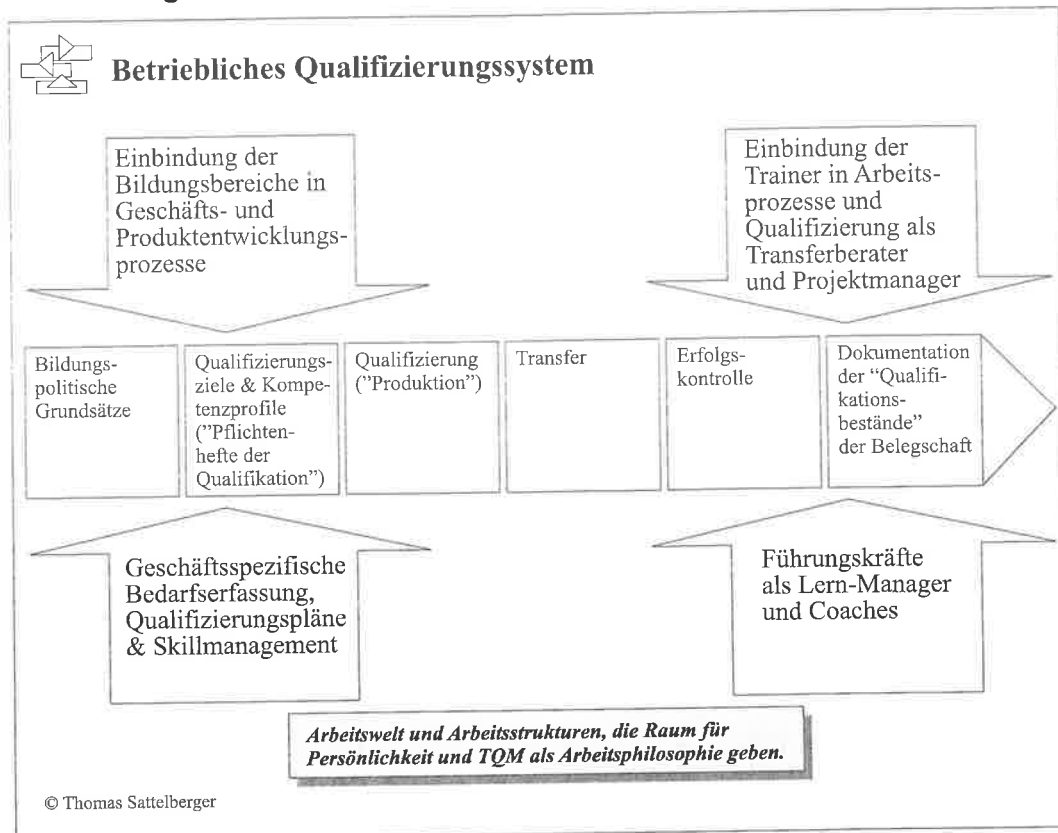 Betriebliches Qualifizierungssystem
Einbindung der
Bildungsbereiche in
Geschäfts- und
Produktentwicklungs-
prozesse
Einbindung der
Trainer in Arbeits-
prozesse und
Qualifizierung als
Transferberater
und Projektmanager
Bildungs-
politische
Grundsätze
Qualifizierungs-
ziele & Kompe-
tenzprofile
("Pflichten-
hefte der
Qualifikation")
Qualifizierung
("Produktion")
Transfer
Erfolgs-
kontrolle
Dokumentation
der “Qualifi-
kations-
bestände”
der Belegschaft
Geschäftsspezifische
Bedarfserfassung,
Qualifizierungspläne
& Skillmanagement
Führungskräfte
als Lern-Manager
und Coaches
Arbeitswelt und Arbeitsstrukturen, die Raum für
Persönlichkeit und TQM als Arbeitsphilosophie geben.
© Thomas Sattelberger